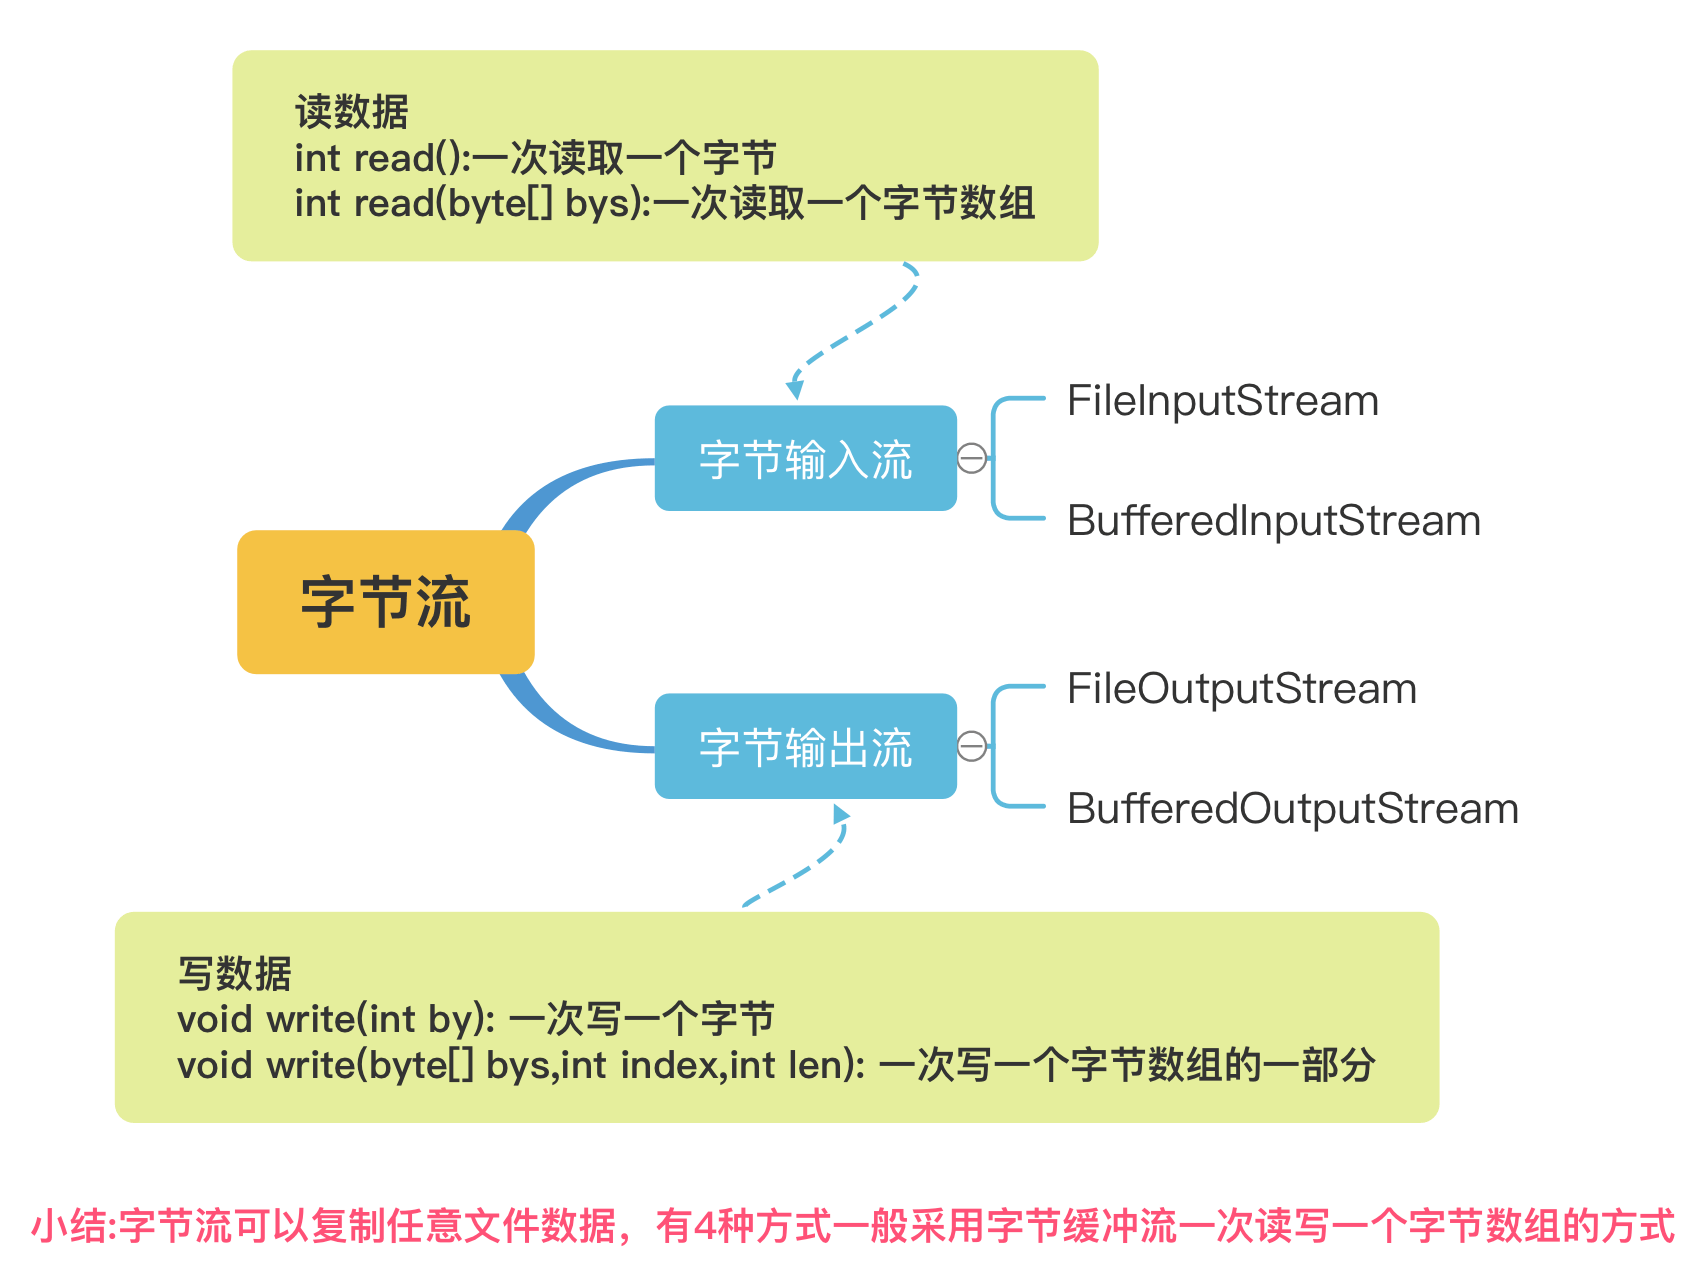 读数据
int read():一次读取一个字节
int read(byte[] bys):一次读取一个字节数组
字节输入流
FileInputStream
BufferedInputStream
字节流
字节输出流
FileOutputStream
BufferedOutputStream
写数据
void write(int by): 一次写一个字节
void write(byte[] bys,int index,int len): 一次写一个字节数组的一部分
小结:字节流可以复制任意文件数据，有4种方式一般采用字节缓冲流一次读写一个字节数组的方式